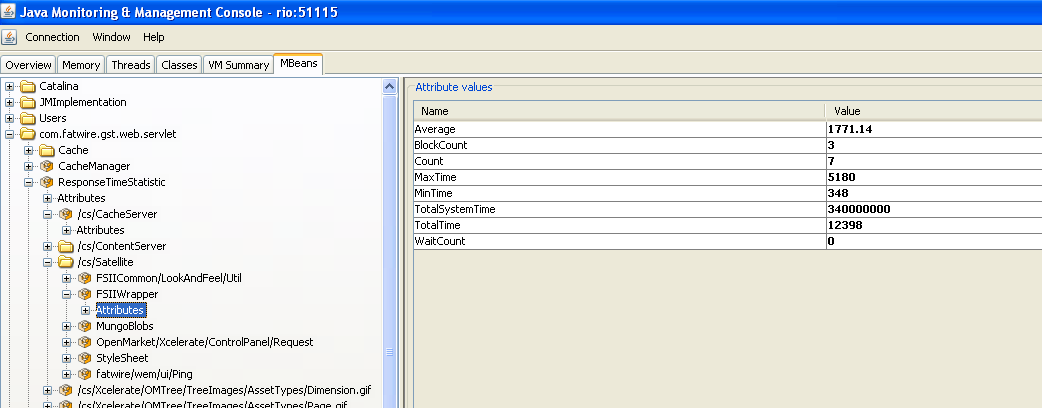 Java Monitoring & Management Console - rio:51115
Connection Window Help
Overview Memory Threads Classes VM Summary MBeans
Catalina
JMImplementation
Users
com.fatwire.gst.web.servlet
Cache
CacheManager
ResponseTimeStatistic
Attributes
/cs/CacheServer
Attributes
/cs/ContentServer
/cs/Satellite
FSIICommon/LookAndFeel/Util
FSIIWrapper
Attributes
MungoBlobs
OpenMarket/Xcelerate/ControlPanel/Request
StyleSheet
fatwire/wem/ui/Ping
/cs/Xcelerate/OMTree/TreeImages/AssetTypes/Dimension.gif
/cs/Xcelerate/OMTree/TreeImages/AssetTypes/Page.gif
Attribute values
Name Value
Average 1771.14
BlockCount 3
Count 7
MaxTime 5180
MinTime 348
TotalSystemTime 340000000
TotalTime 12398
WaitCount 0